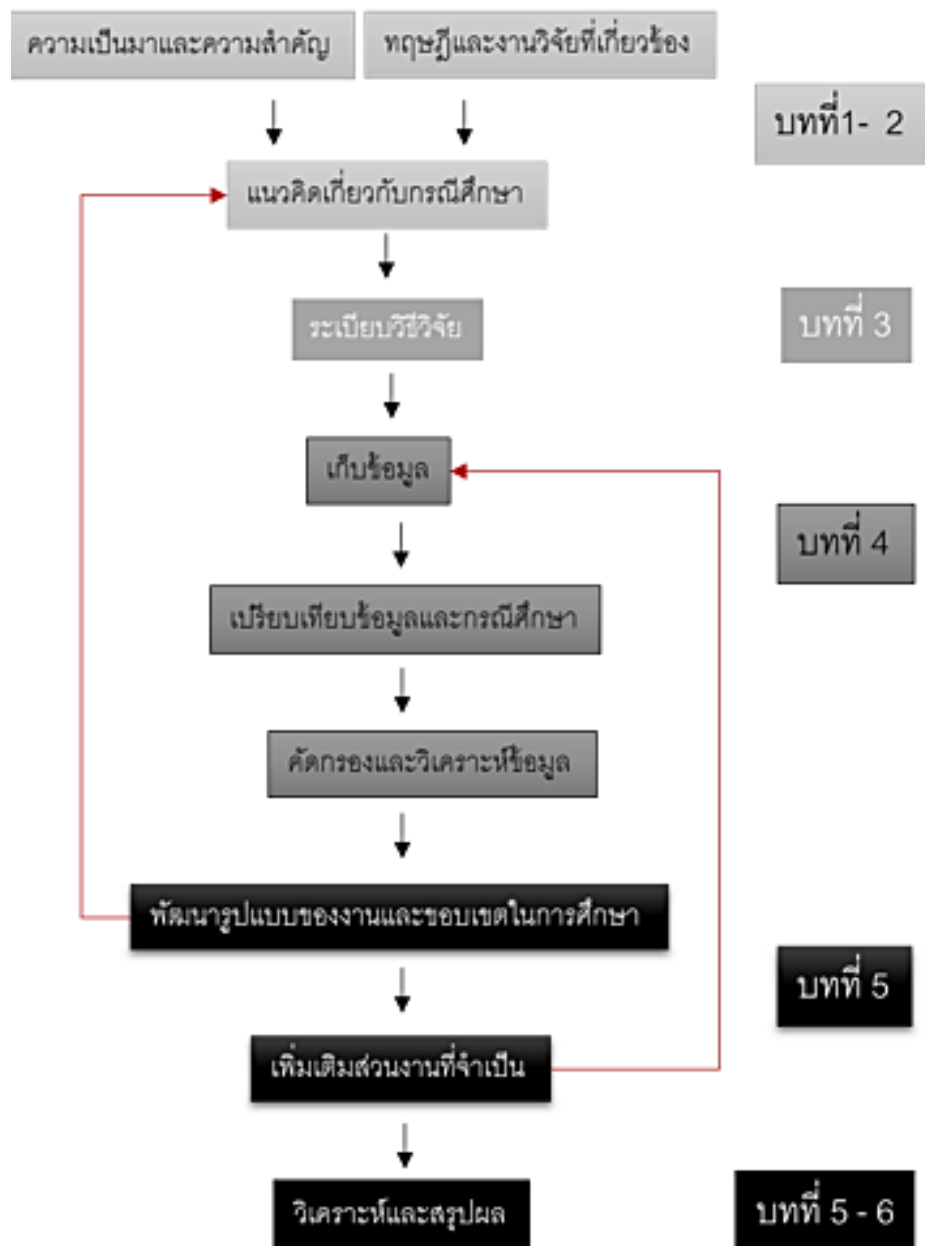 ความเป็นมาและความสำคัญ
ทฤษฎีและงานวิจัยที่เกี่ยวข้อง
บทที่1- 2
แนวคิดเกี่ยวกับกรณีศึกษา
ระเบียบวิธีวิจัย
บทที่ 3
เก็บข้อมูล
บทที่ 4
เปรียบเทียบข้อมูลและกรณีศึกษา
คัดกรองและวิเคราะห์ข้อมูล
พัฒนารูปแบบของงานและขอบเขตในการศึกษา
บทที่ 5
เพิ่มเติมส่วนงานที่จำเป็น
วิเคราะห์และสรุปผล
บทที่ 5 - 6